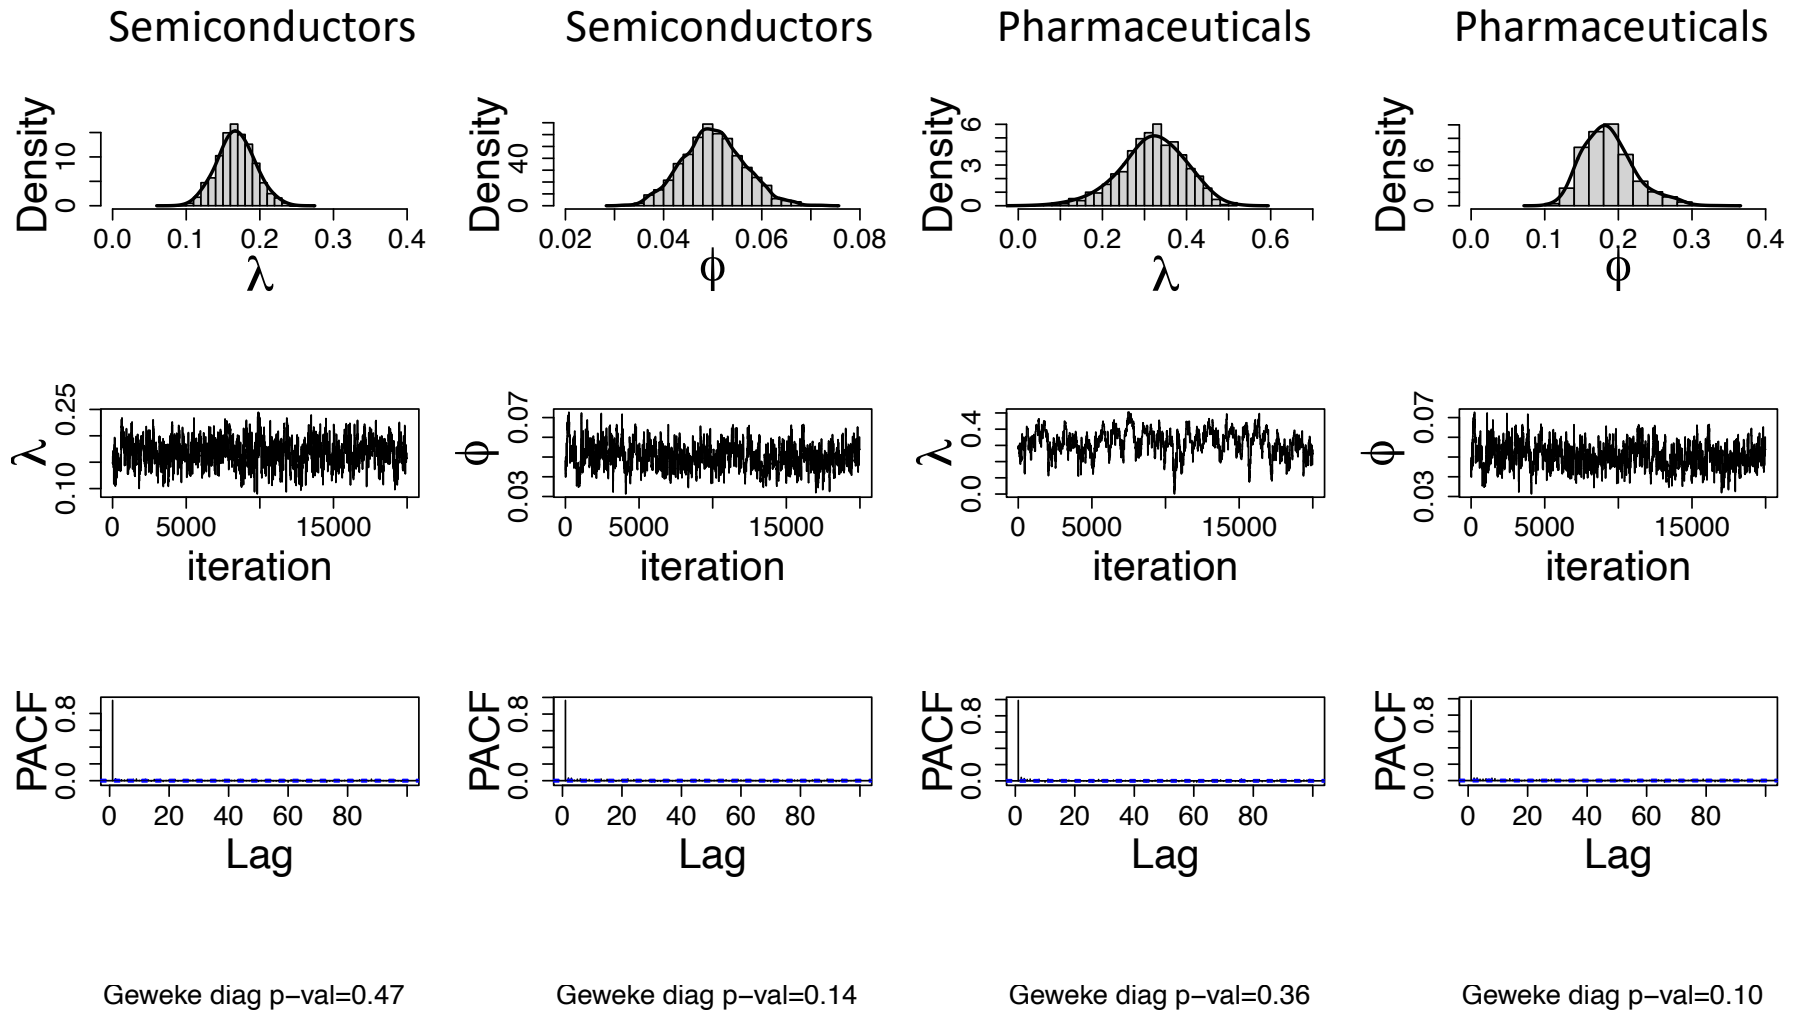 Semiconductors Semiconductors Pharmaceuticals Pharmaceuticals
Density 0 10 0.0 0.1 0.2 0.3 0.4 λ
Density 0 40 0.02 0.04 0.06 0.08 ϕ
Density 0 3 6 0.0 0.2 0.4 0.6 λ
Density 0 6 0.0 0.1 0.2 0.3 0.4 ϕ
λ 0.10 0.25 0 5000 15000 iteration
ϕ 0.03 0.07 0 5000 15000 iteration
λ 0.0 0.4 0 5000 15000 iteration
ϕ 0.03 0.07 0 5000 15000 iteration
PACF 0.0 0.8 0 20 40 60 80 Lag
PACF 0.0 0.8 0 20 40 60 80 Lag
PACF 0.0 0.8 0 20 40 60 80 Lag
PACF 0.0 0.8 0 20 40 60 80 Lag
Geweke diag p−val=0.47 Geweke diag p−val=0.14 Geweke diag p−val=0.36 Geweke diag p−val=0.10